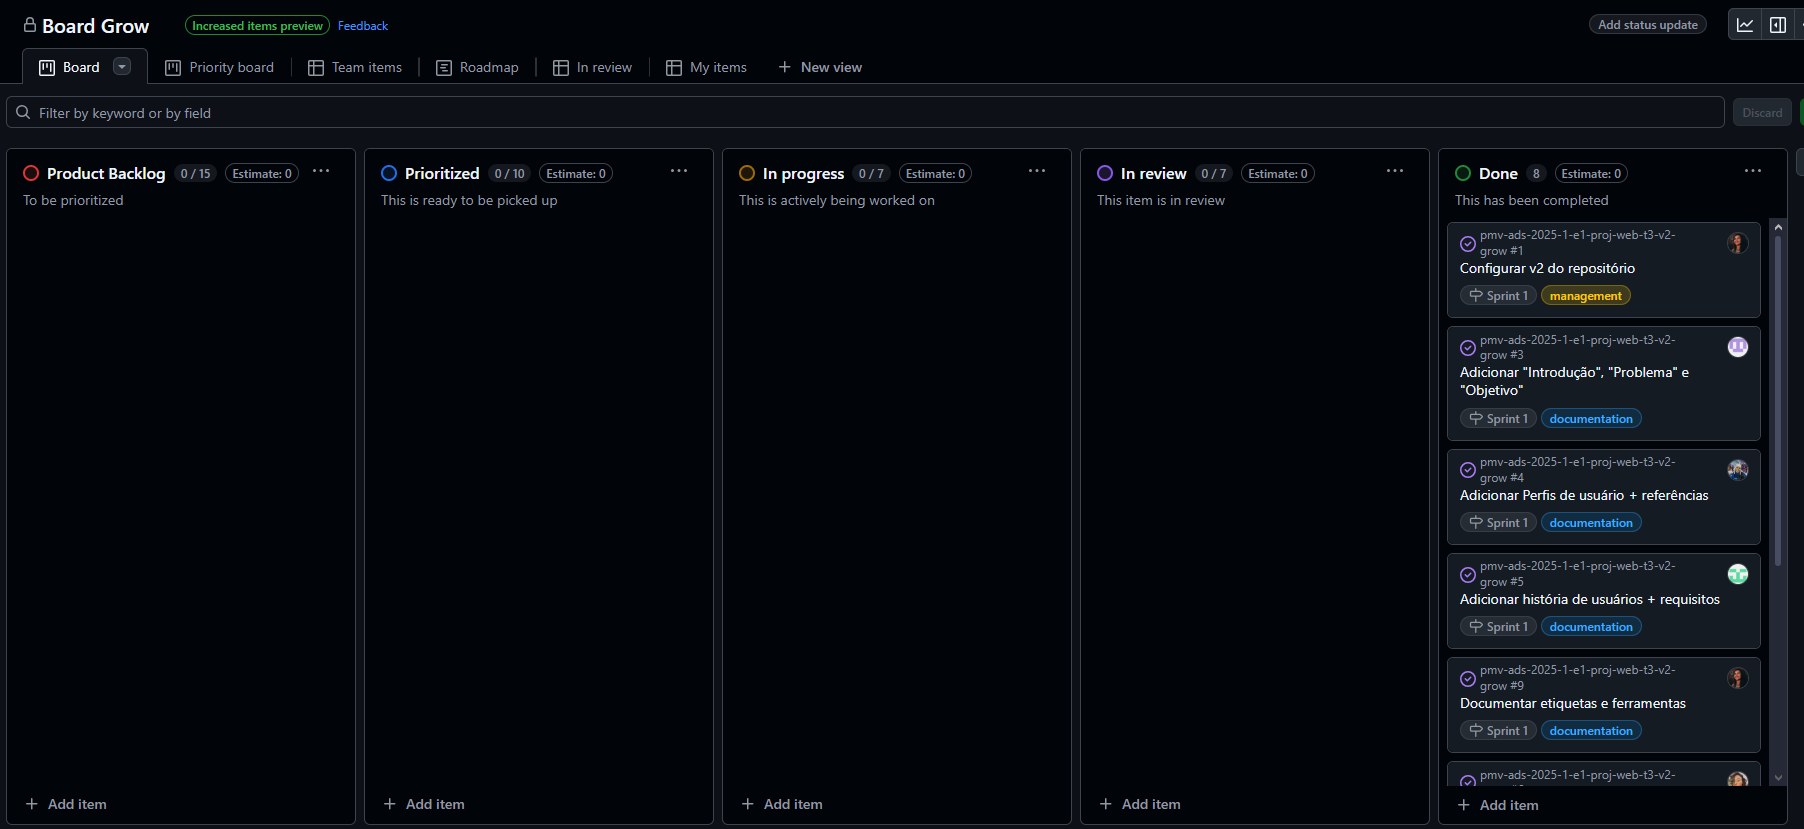 Board Grow
Increased items preview
Feedback
Add status update
Board
Priority board
Team items
Roadmap
In review
My items
New view
Filter by keyword or by field
Discard
Product Backlog 0 / 15 Estimate: 0
To be prioritized
Add item
Prioritized 0 / 10 Estimate: 0
This is ready to be picked up
Add item
In progress 0 / 7 Estimate: 0
This is actively being worked on
Add item
In review 0 / 7 Estimate: 0
This item is in review
Add item
Done 8 Estimate: 0
This has been completed
pmv-ads-2025-1-e1-proj-web-t3-v2-
grow #1
Configurar v2 do repositório
Sprint 1 management
pmv-ads-2025-1-e1-proj-web-t3-v2-
grow #3
Adicionar "Introdução", "Problema" e
"Objetivo"
Sprint 1 documentation
pmv-ads-2025-1-e1-proj-web-t3-v2-
grow #4
Adicionar Perfis de usuário + referências
Sprint 1 documentation
pmv-ads-2025-1-e1-proj-web-t3-v2-
grow #5
Adicionar história de usuários + requisitos
Sprint 1 documentation
pmv-ads-2025-1-e1-proj-web-t3-v2-
grow #9
Documentar etiquetas e ferramentas
Sprint 1 documentation
pmv-ads-2025-1-e1-proj-web-t3-v2-
Add item